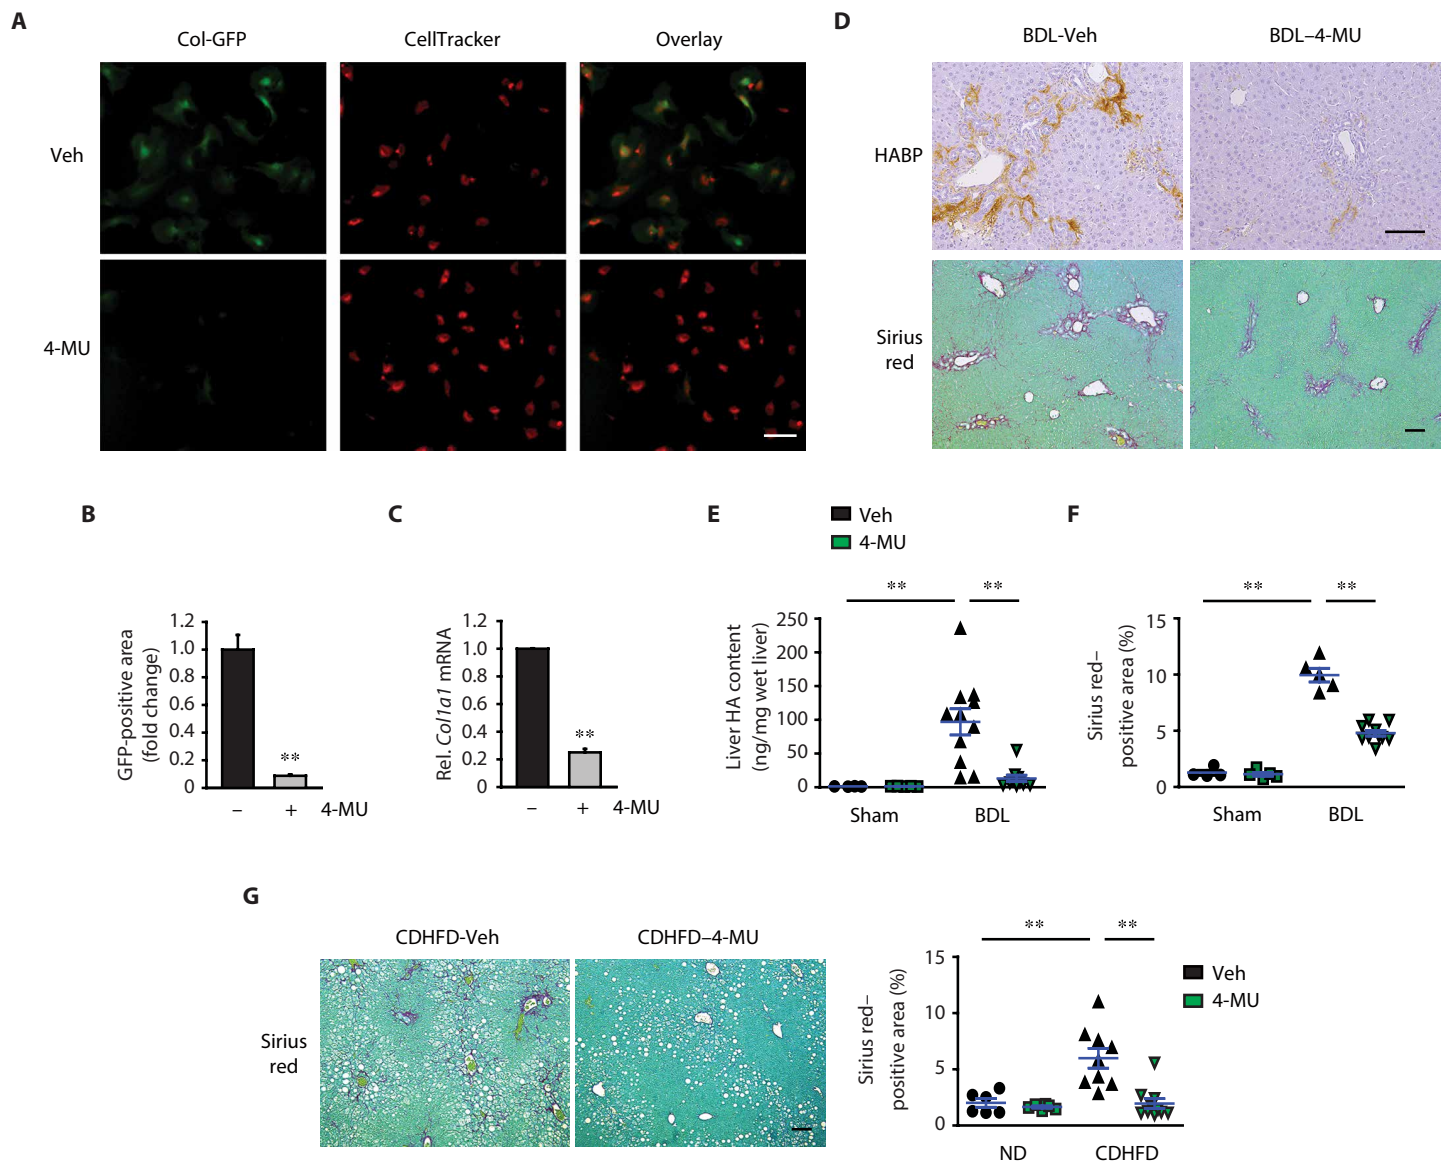 A
Col-GFP
CellTracker
Overlay
Veh
4-MU
D
BDL-Veh
BDL–4-MU
HABP
Sirius
red
B
GFP-positive area
(fold change)
1.2
1.0
0.8
0.6
0.4
0.2
0
**
– + 4-MU
C
Rel. Col1a1 mRNA
1.2
1.0
0.8
0.6
0.4
0.2
0
**
– + 4-MU
E
Veh
4-MU
Liver HA content
(ng/mg wet liver)
250
200
150
100
50
0
** **
Sham BDL
F
Sirius red–
positive area (%)
15
10
5
0
** **
Sham BDL
G
CDHFD-Veh
CDHFD–4-MU
Sirius
red
Sirius red–
positive area (%)
15
10
5
0
** **
Veh
4-MU
ND CDHFD